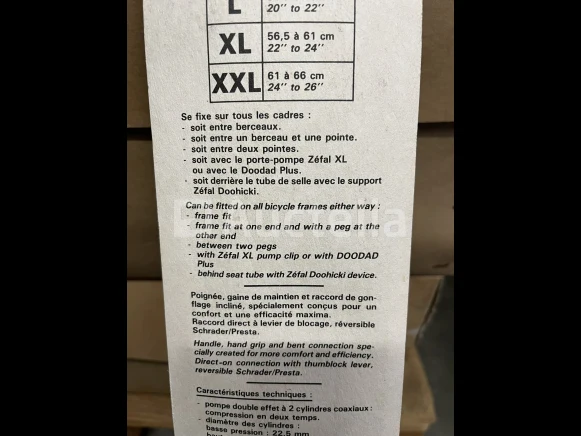 L
20'' to 22''
XL
56,5 à 61 cm
22'' to 24''
XXL
61 à 66 cm
24'' to 26''
Se fixe sur tous les cadres :
- soit entre berceaux.
- soit entre un berceau et une pointe.
- soit entre deux pointes.
- soit avec le porte-pompe Zéfal XL
ou avec le Doodad Plus.
- soit derrière le tube de selle avec le support
Zéfal Doohicki.
Can be fitted on all bicycle frames either way :
- frame fit
- frame fit at one end and with a peg at the
other end
- between two pegs
- with Zéfal XL pump clip or with DOODAD
Plus
- behind seat tube with Zéfal Doohicki device.
Poignée, gaine de maintien et raccord de gon-
flage incliné, spécialement conçus pour un
confort et une efficacité maxima.
Raccord direct à levier de blocage, réversible
Schrader/Presta.
Handle, hand grip and bent connection spe-
cially created for more comfort and efficiency.
Direct-on connection with thumblock lever,
reversible Schrader/Presta.
Caractéristiques techniques :
- pompe double effet à 2 cylindres coaxiaux :
compression en deux temps.
- diamètre des cylindres :
basse pression : 22,5 mm